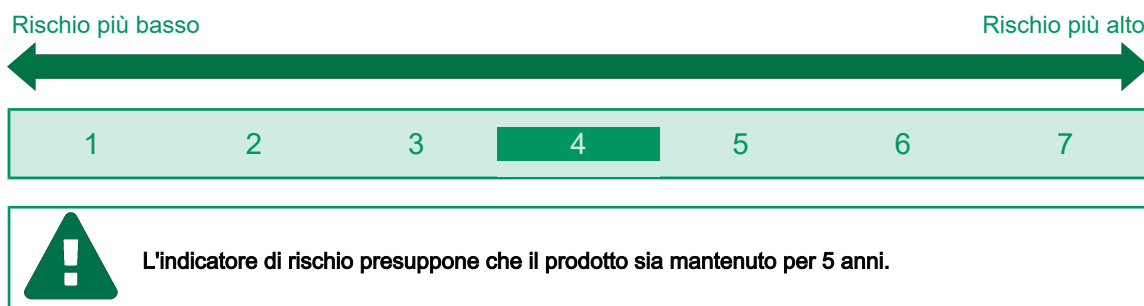 Rischio più basso Rischio più alto
1 2 3 4 5 6 7
L'indicatore di rischio presuppone che il prodotto sia mantenuto per 5 anni.